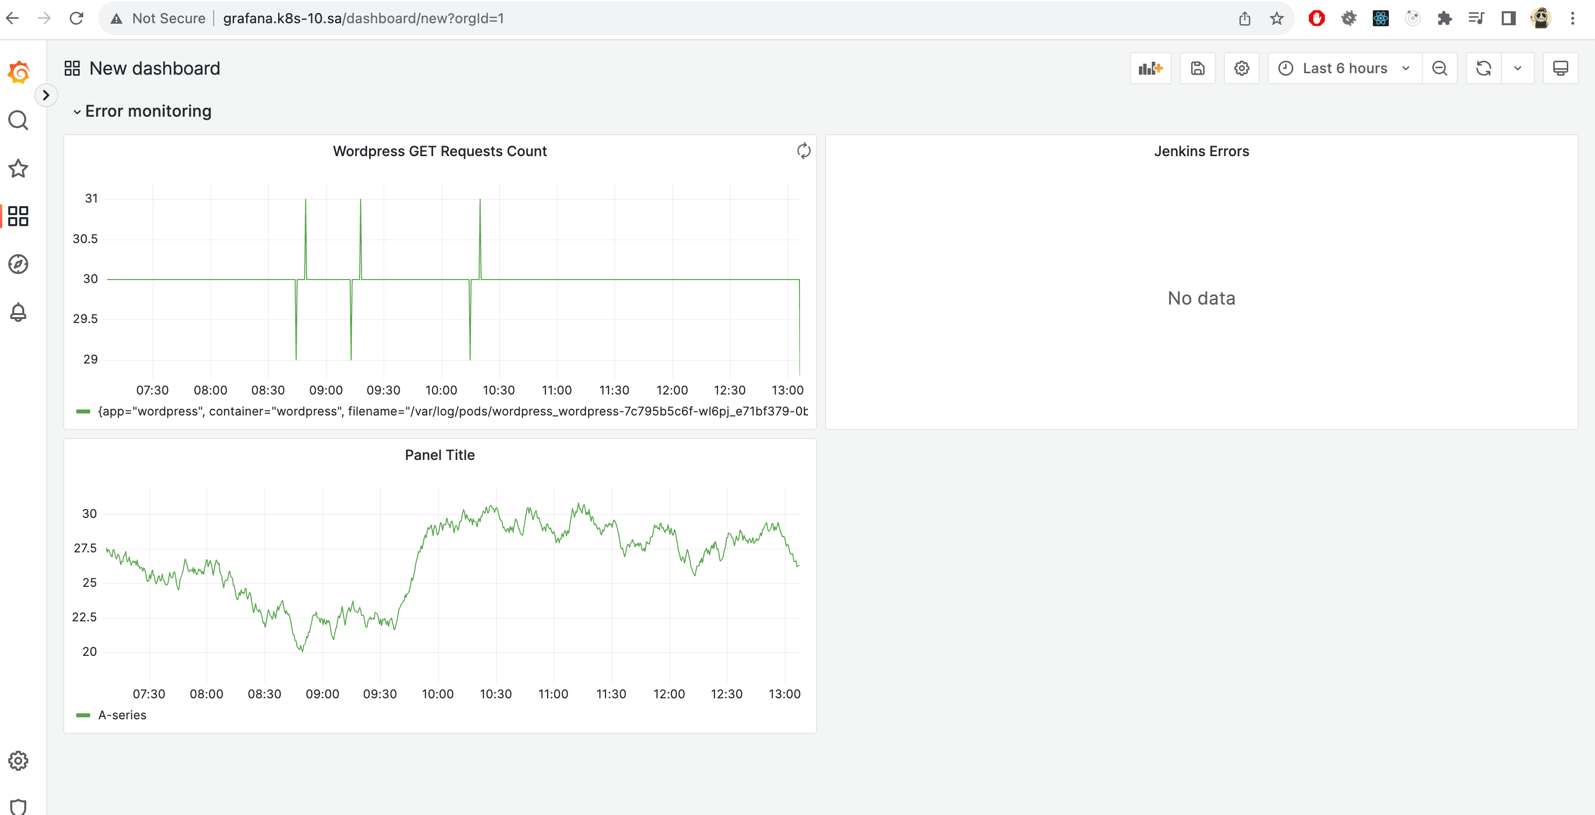 Not Secure grafana.k8s-10.sa/dashboard/new?orgId=1
New dashboard
Last 6 hours
Error monitoring
Wordpress GET Requests Count
31
30.5
30
29.5
29
07:30 08:00 08:30 09:00 09:30 10:00 10:30 11:00 11:30 12:00 12:30 13:00
{app="wordpress", container="wordpress", filename="/var/log/pods/wordpress_wordpress-7c795b5c6f-wl6pj_e71bf379-0b
Jenkins Errors
No data
Panel Title
30
27.5
25
22.5
20
07:30 08:00 08:30 09:00 09:30 10:00 10:30 11:00 11:30 12:00 12:30 13:00
A-series